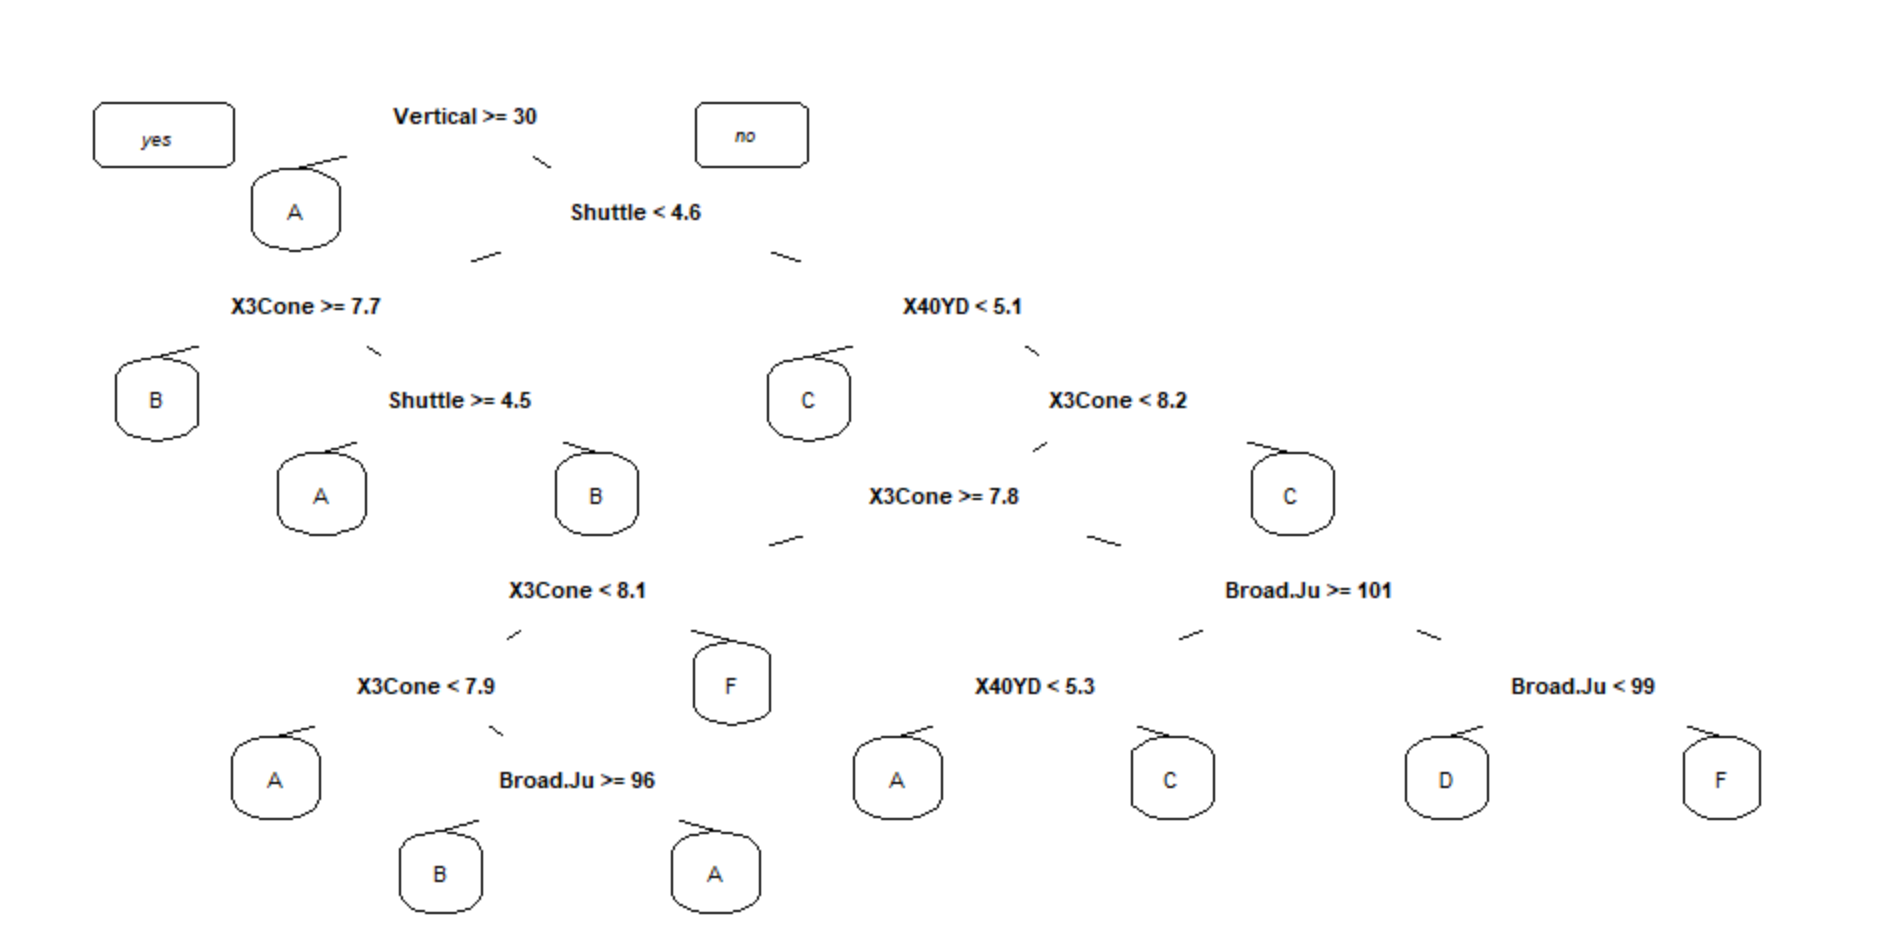 yes
Vertical >= 30
no
A
Shuttle < 4.6
X3Cone >= 7.7
X40YD < 5.1
B
Shuttle >= 4.5
C
X3Cone < 8.2
A
B
X3Cone >= 7.8
C
X3Cone < 8.1
Broad.Ju >= 101
X3Cone < 7.9
F
X40YD < 5.3
Broad.Ju < 99
A
Broad.Ju >= 96
A
C
D
F
B
A